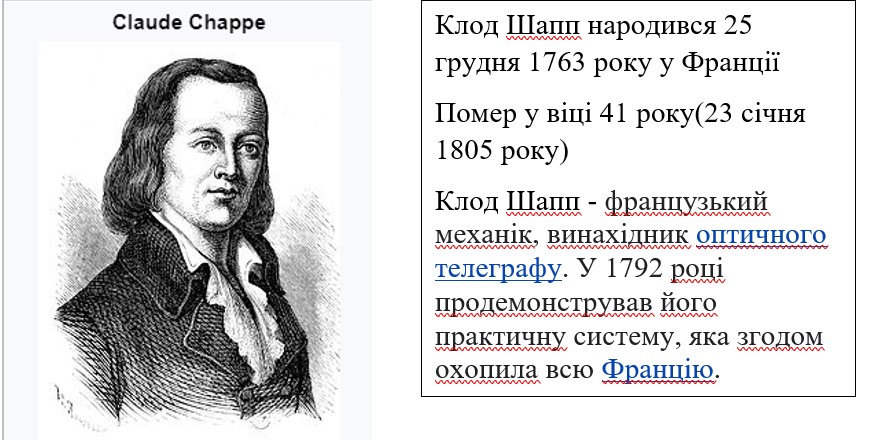 Claude Chappe
Клод Шапп народився 25
грудня 1763 року у Франції
Помер у віці 41 року(23 січня
1805 року)
Клод Шапп - французький
механік, винахідник оптичного
телеграфу. У 1792 році
продемонстрував його
практичну систему, яка згодом
охопила всю Францію.